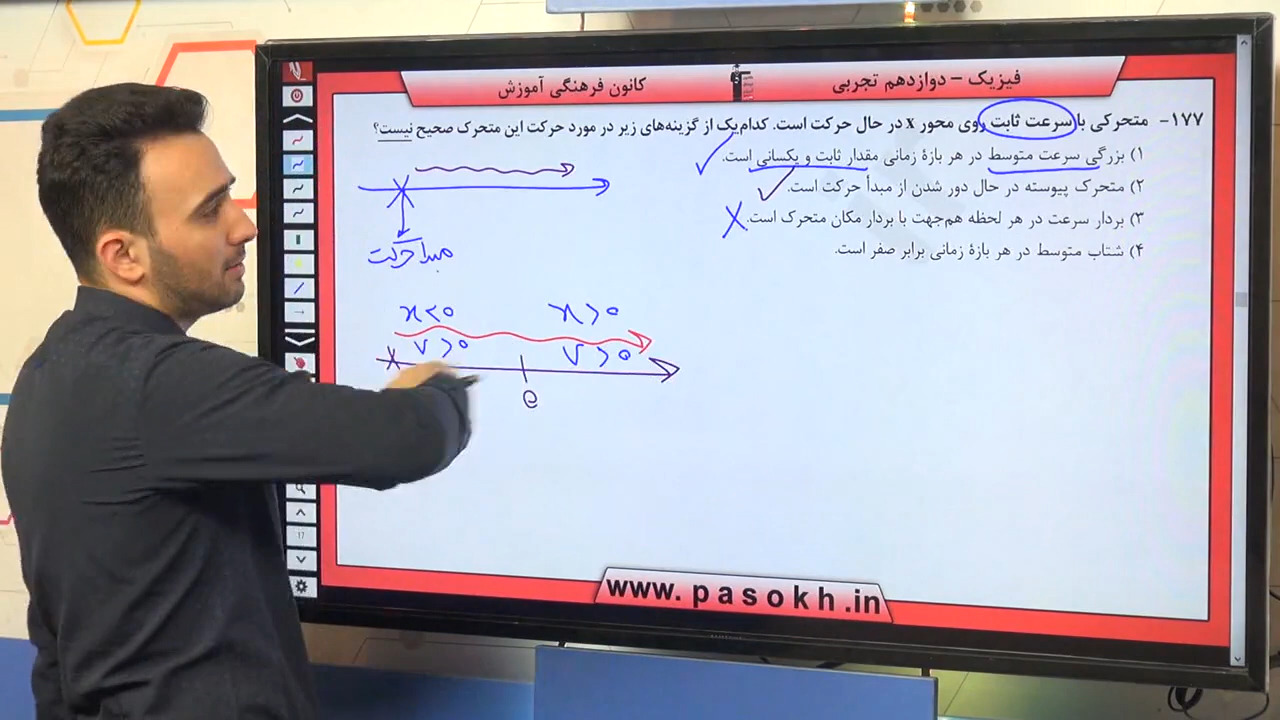 فیزیک – دوازدهم تجربی
کانون فرهنگی آموزش
۱۷۷- متحرکی با سرعت ثابت روی محور x در حال حرکت است. کدام‌یک از گزینه‌های زیر در مورد حرکت این متحرک صحیح نیست؟
۱) بزرگی سرعت متوسط در هر بازۀ زمانی مقدار ثابت و یکسانی است.
۲) متحرک پیوسته در حال دور شدن از مبدأ حرکت است.
۳) بردار سرعت در هر لحظه هم‌جهت با بردار مکان متحرک است.
۴) شتاب متوسط در هر بازۀ زمانی برابر صفر است.
مبدا حرکت
x < 0
x > 0
v > 0
v > 0
17
www. pasokh.in